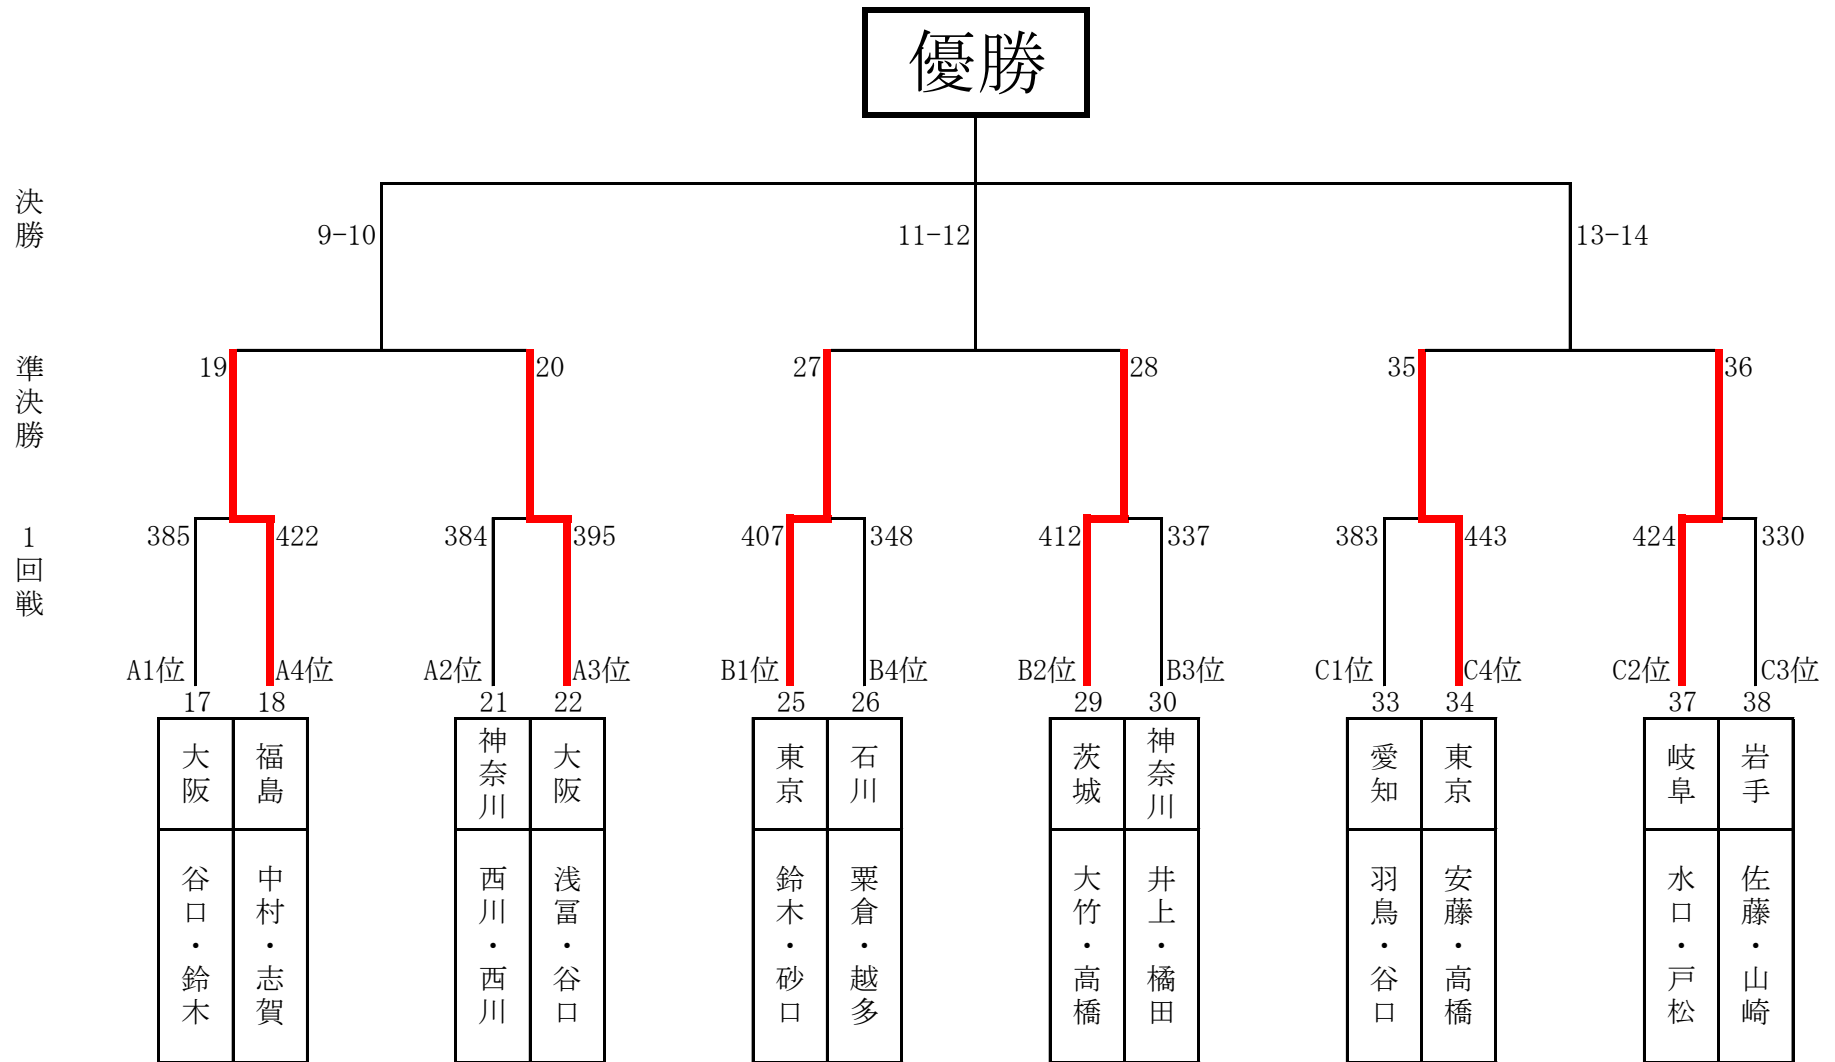 優勝
決勝
9-10
11-12
13-14
準決勝
19
20
27
28
35
36
1回戦
385
422
384
395
407
348
412
337
383
443
424
330
A1位
A4位
A2位
A3位
B1位
B4位
B2位
B3位
C1位
C4位
C2位
C3位
17
18
21
22
25
26
29
30
33
34
37
38
大阪
福島
神奈川
大阪
東京
石川
茨城
神奈川
愛知
東京
岐阜
岩手
谷口・鈴木
中村・志賀
西川・西川
浅冨・谷口
鈴木・砂口
粟倉・越多
大竹・高橋
井上・橘田
羽鳥・谷口
安藤・高橋
水口・戸松
佐藤・山崎